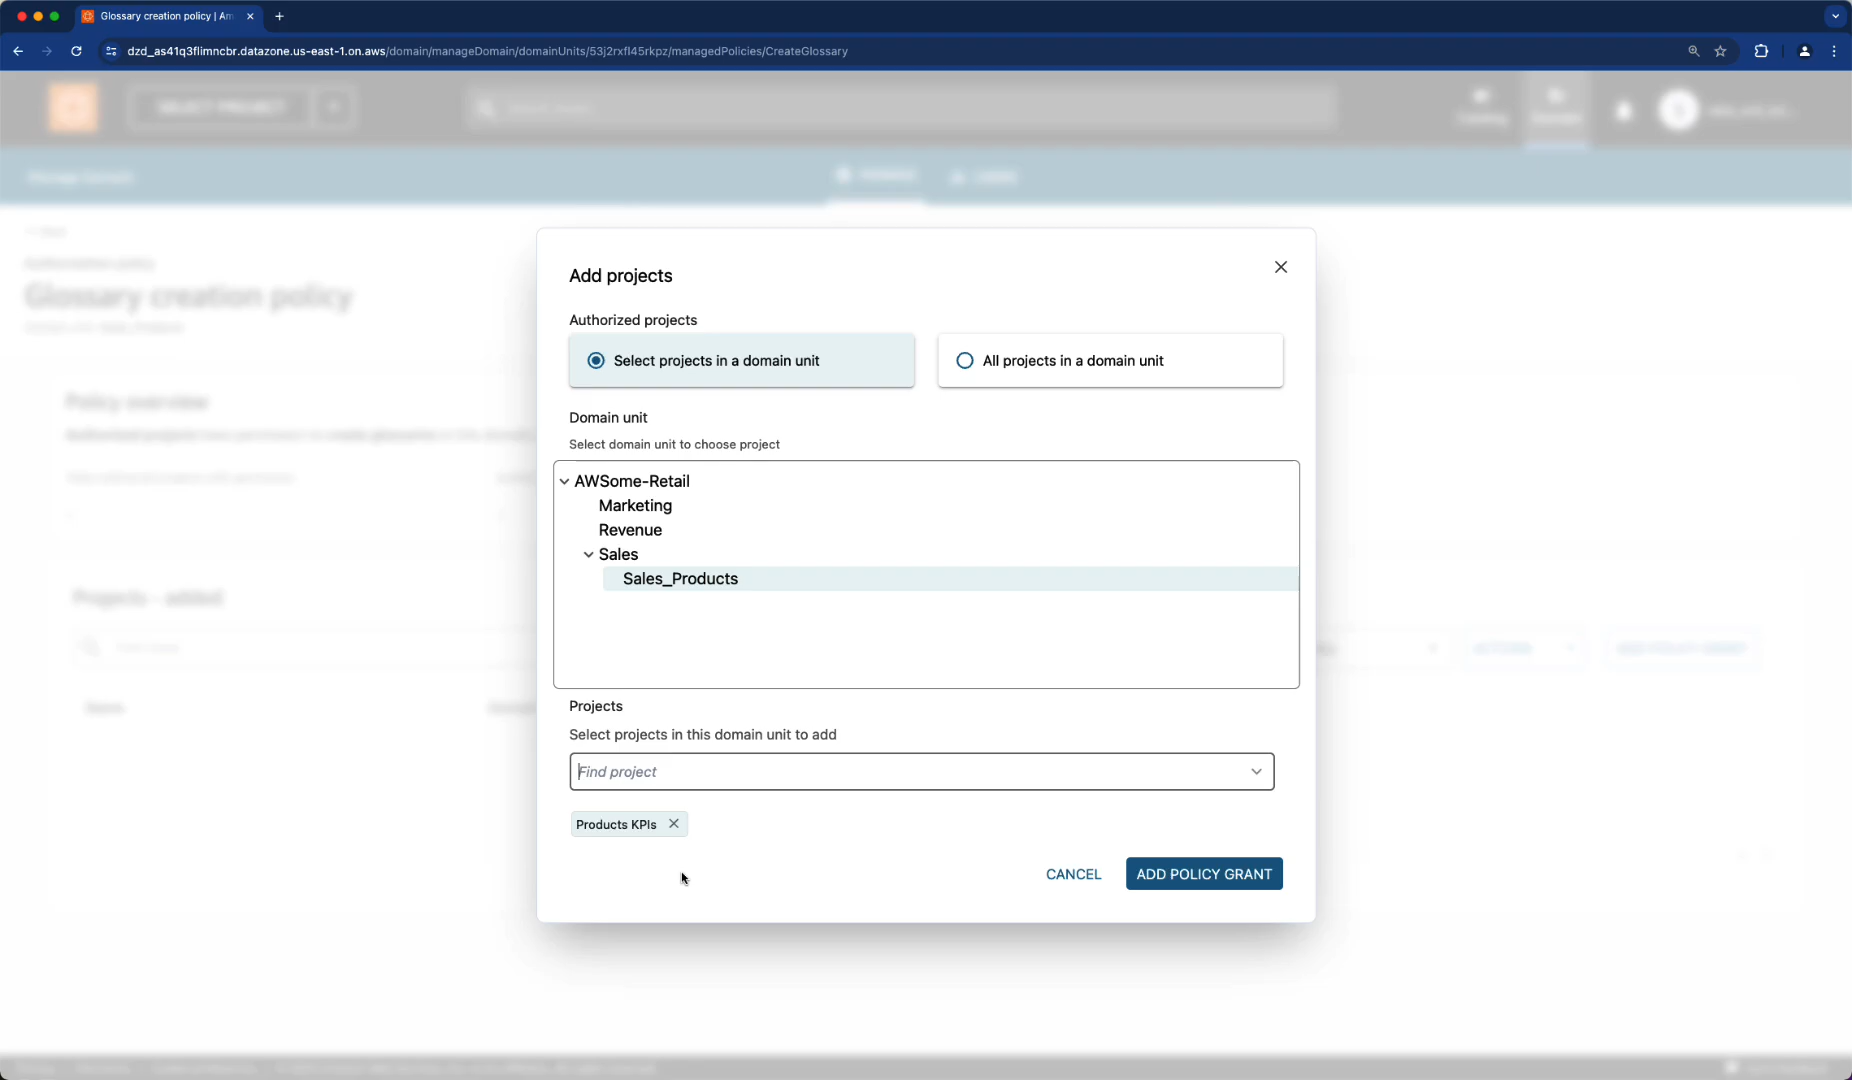 Glossary creation policy | Am
dzd_as41q3flimncbr.datazone.us-east-1.on.aws/domain/manageDomain/domainUnits/53j2rxfl45rkpz/managedPolicies/CreateGlossary
SELECT PROJECT
Glossary creation policy
Policy overview
Projects - added
Add projects
Authorized projects
Select projects in a domain unit
All projects in a domain unit
Domain unit
Select domain unit to choose project
AWSome-Retail
Marketing
Revenue
Sales
Sales_Products
Projects
Select projects in this domain unit to add
Find project
Products KPIs
CANCEL
ADD POLICY GRANT